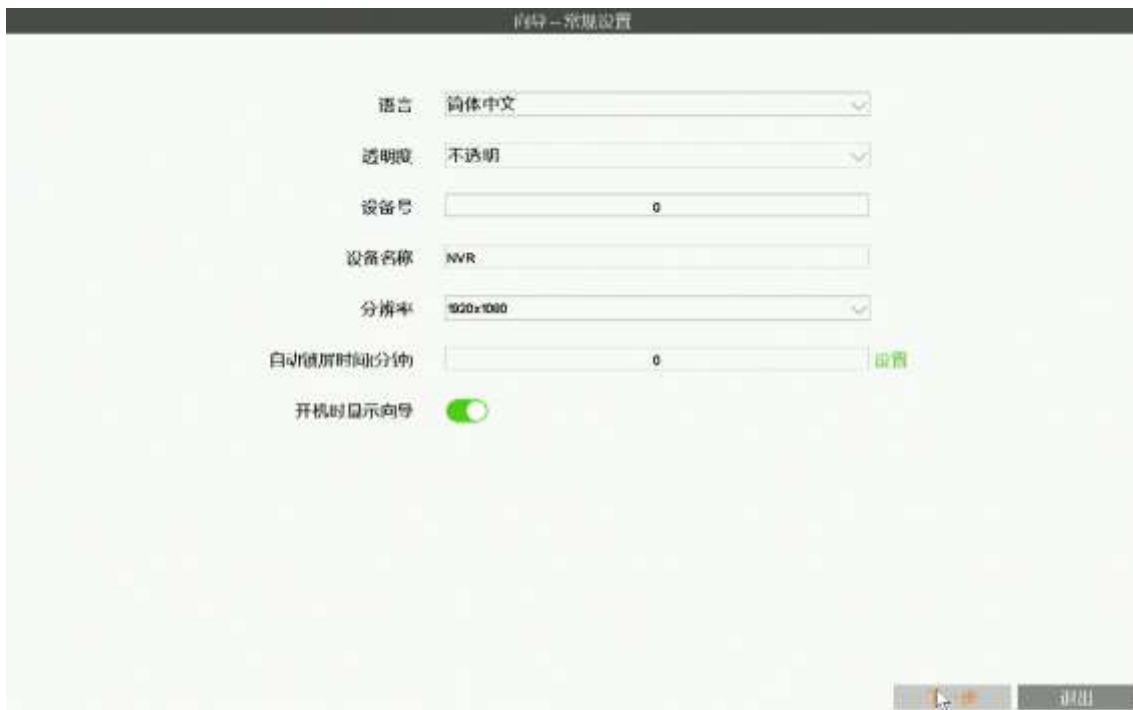 向导 – 常规设置
语言 简体中文
透明度 不透明
设备号 0
设备名称 NVR
分辨率 1920x1080
自动锁屏时间(分钟) 0 设置
开机时显示向导
退出